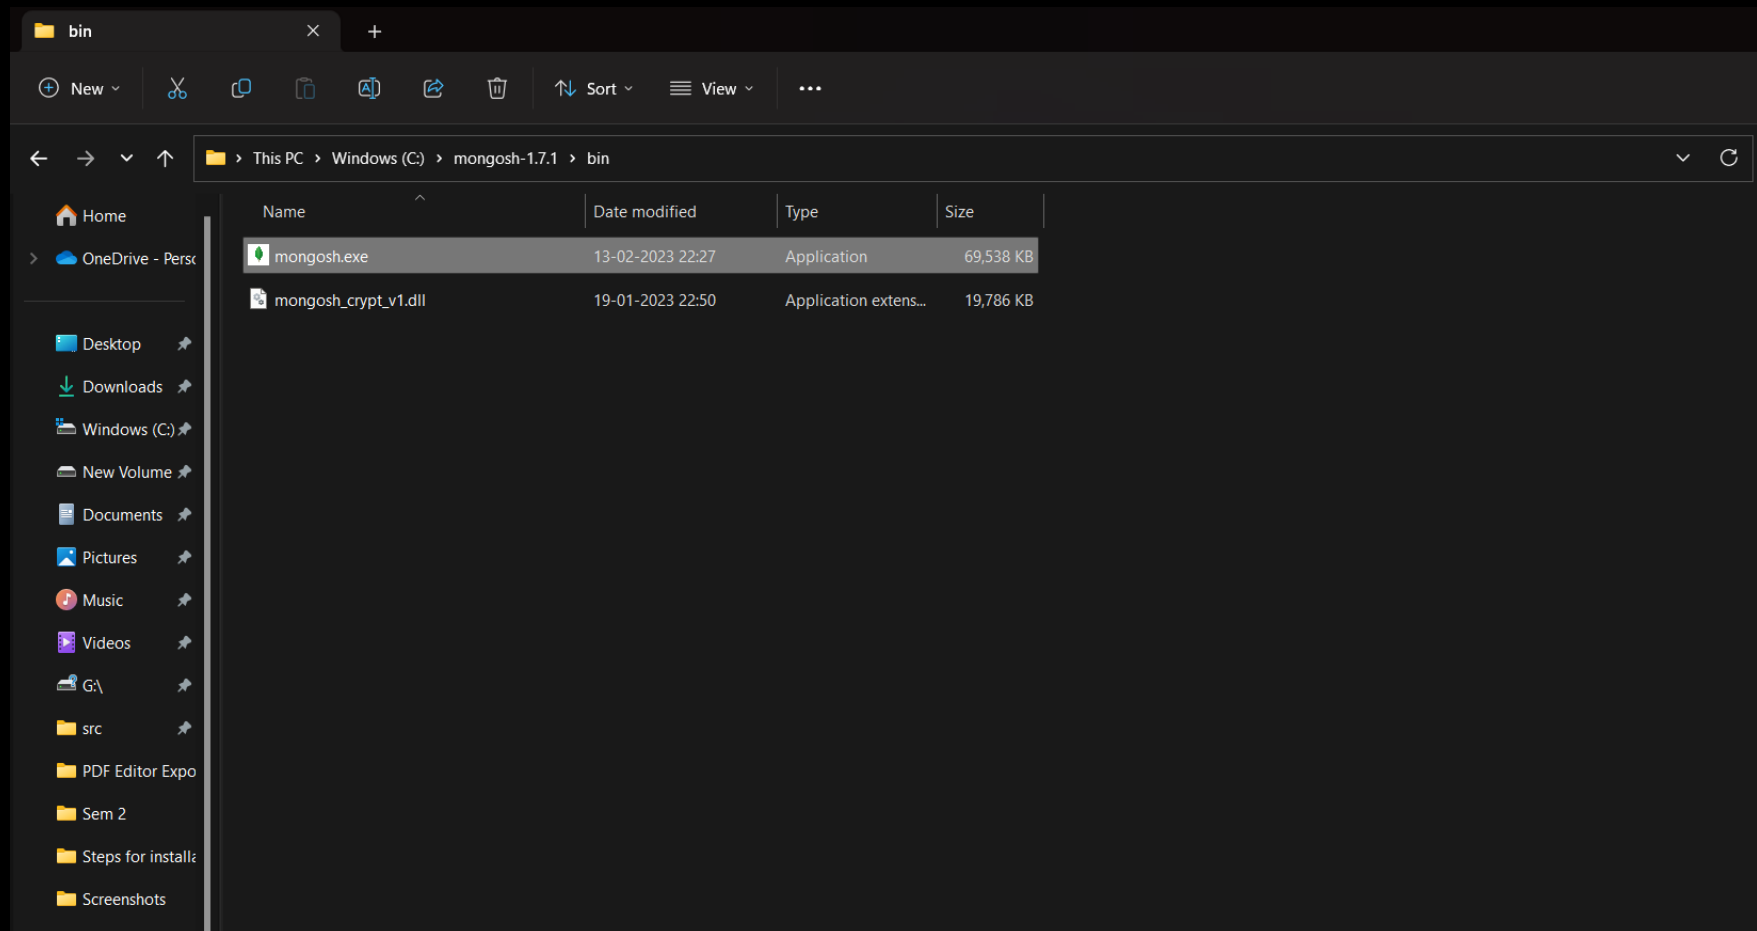 bin
New
Sort
View
This PC > Windows (C:) > mongosh-1.7.1 > bin
Name Date modified Type Size
mongosh.exe 13-02-2023 22:27 Application 69,538 KB
mongosh_crypt_v1.dll 19-01-2023 22:50 Application extens... 19,786 KB
Home
OneDrive - Perso
Desktop
Downloads
Windows (C:)
New Volume
Documents
Pictures
Music
Videos
G:\
src
PDF Editor Expo
Sem 2
Steps for installa
Screenshots